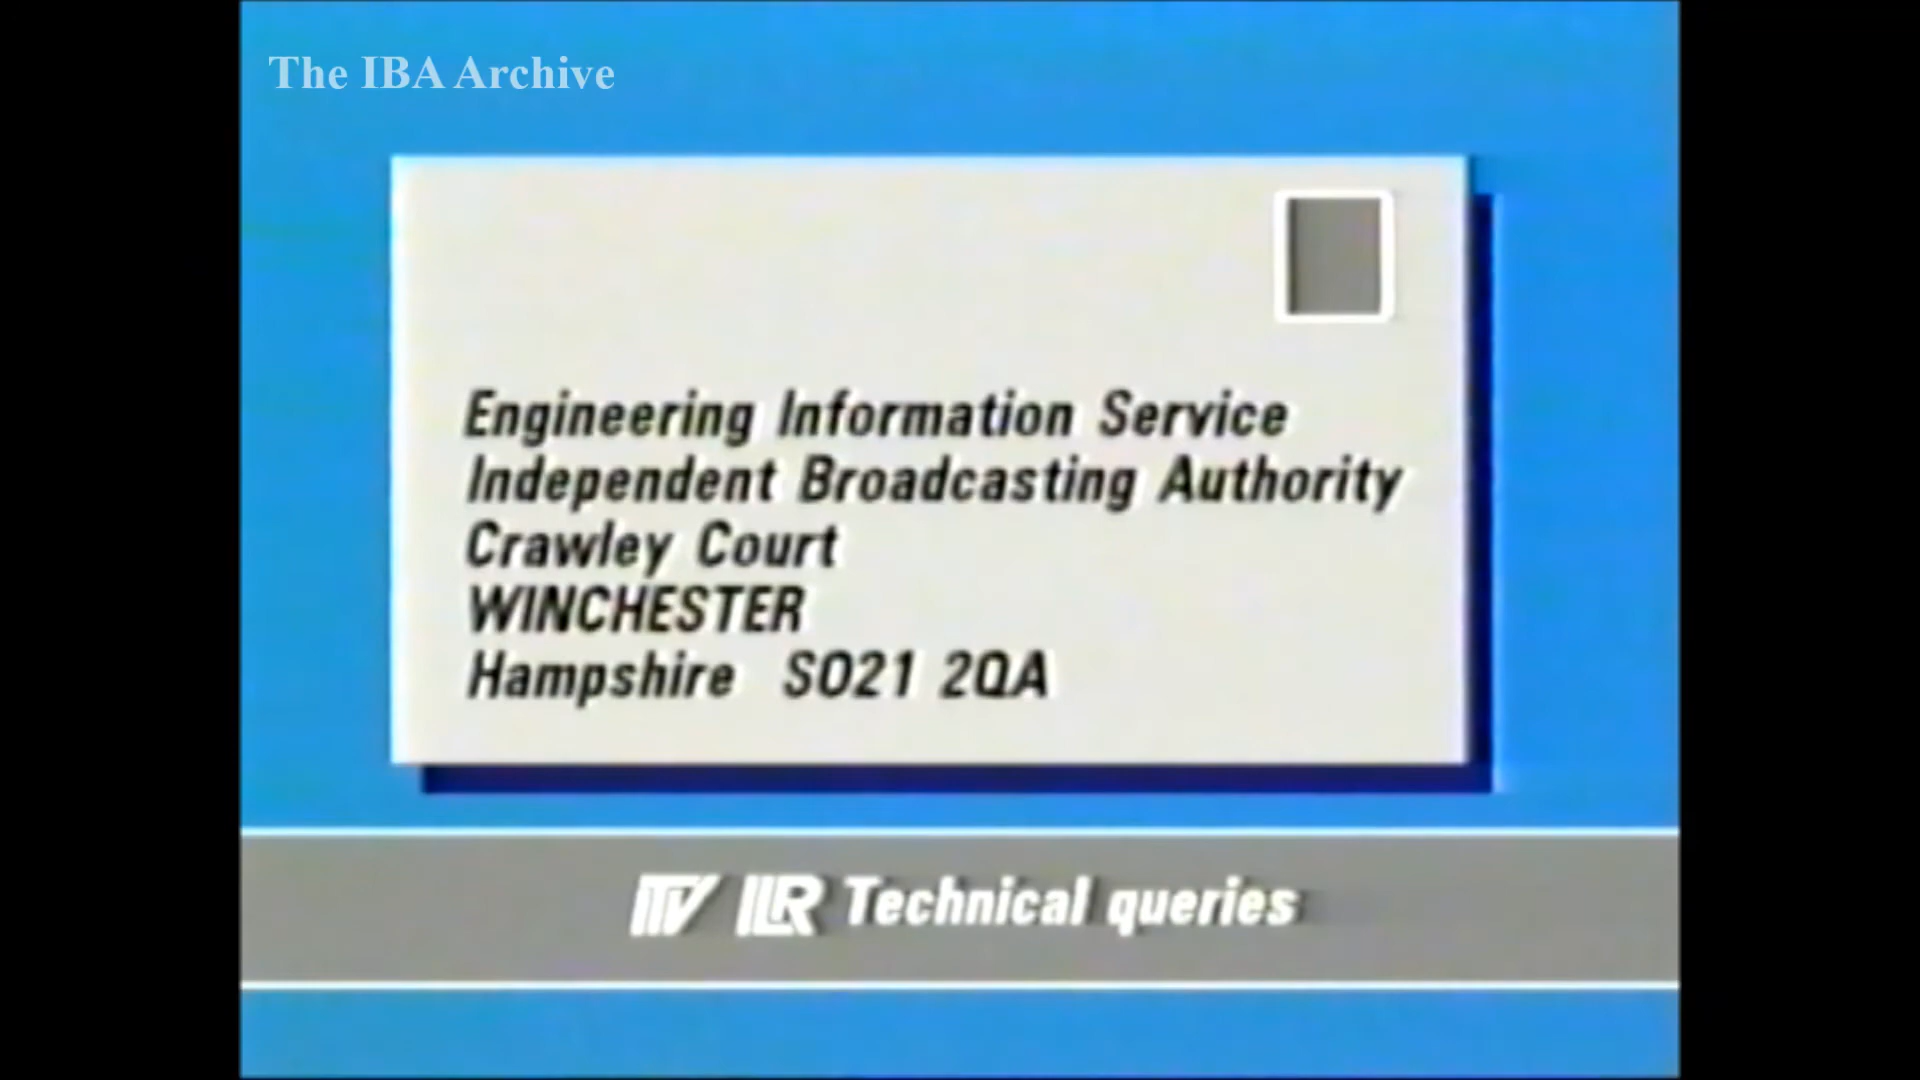 The IBA Archive
Engineering Information Service
Independent Broadcasting Authority
Crawley Court
WINCHESTER
Hampshire SO21 2QA
ITV ILR Technical queries